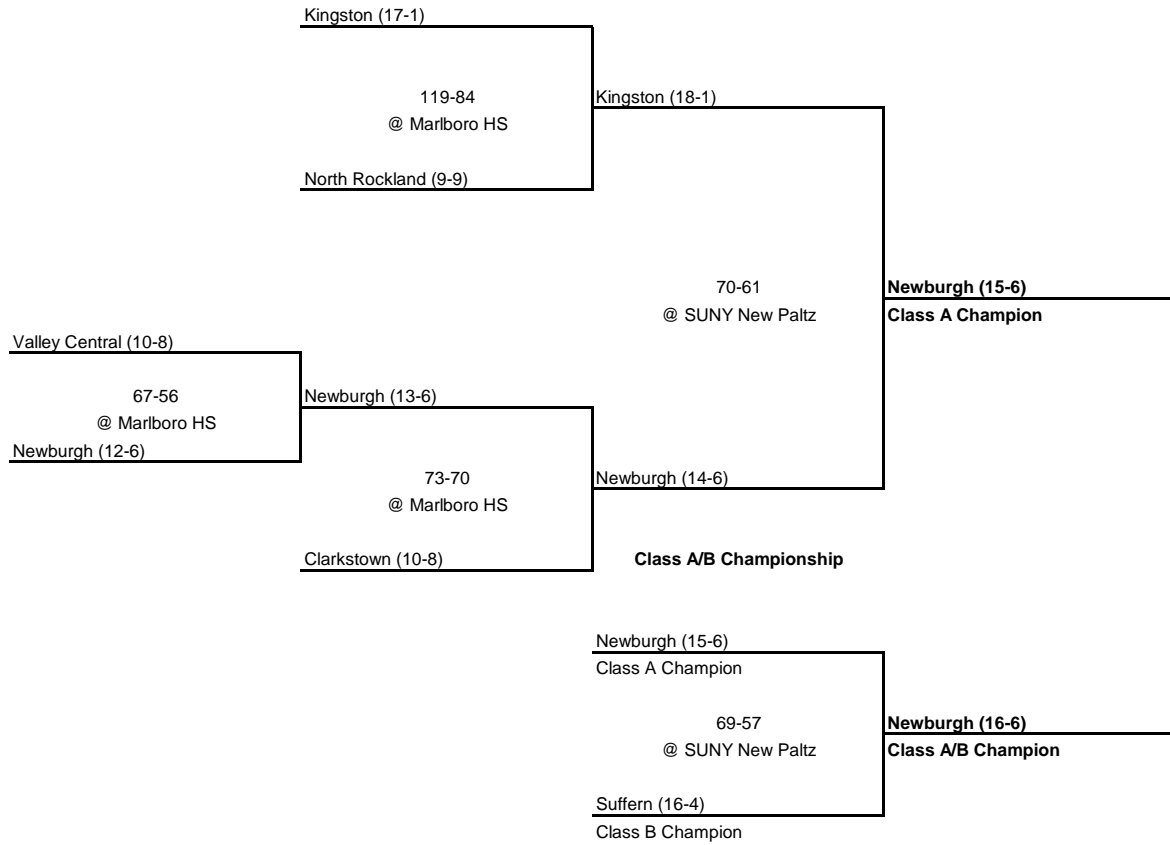 Kingston (17-1)
119-84
@ Marlboro HS
Kingston (18-1)
North Rockland (9-9)
70-61
@ SUNY New Paltz
Newburgh (15-6)
Class A Champion
Valley Central (10-8)
67-56
@ Marlboro HS
Newburgh (12-6)
Newburgh (13-6)
73-70
@ Marlboro HS
Newburgh (14-6)
Clarkstown (10-8)
Class A/B Championship
Newburgh (15-6)
Class A Champion
69-57
@ SUNY New Paltz
Newburgh (16-6)
Class A/B Champion
Suffern (16-4)
Class B Champion